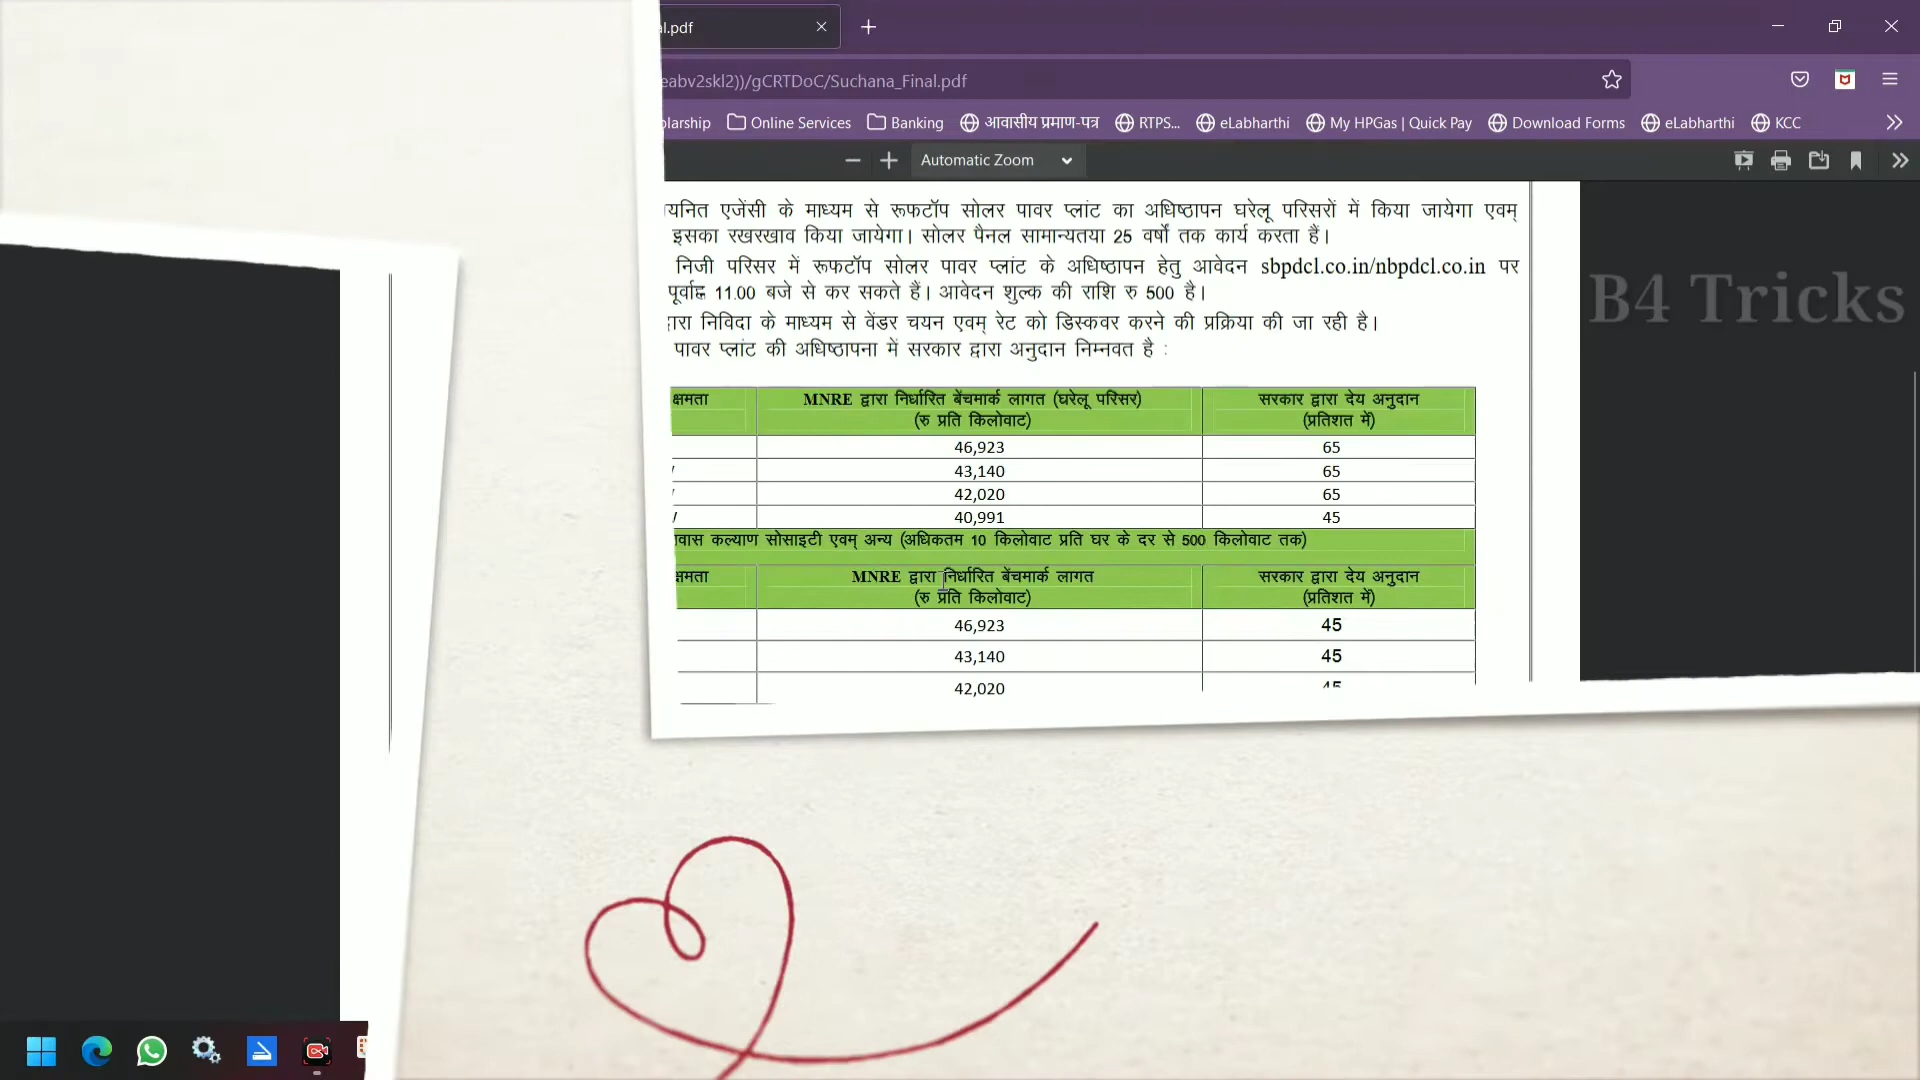 al.pdf
eabv2skl2))/gCRTDoC/Suchana_Final.pdf
olarship Online Services Banking आवासीय प्रमाण-पत्र RTPS... eLabharthi My HPGas | Quick Pay Download Forms eLabharthi KCC
Automatic Zoom
एजेंसी के माध्यम से रूफटॉप सोलर पावर प्लांट का अधिष्ठापन घरेलू परिसरों में किया जायेगा एवम्
इसका रखरखाव किया जायेगा। सोलर पैनल सामान्यतया 25 वर्षों तक कार्य करता हैं।
निजी परिसर में रूफटॉप सोलर पावर प्लांट के अधिष्ठापन हेतु आवेदन sbpdcl.co.in/nbpdcl.co.in पर
पूर्वाह्न 11.00 बजे से कर सकते हैं। आवेदन शुल्क की राशि रु 500 है।
द्वारा निविदा के माध्यम से वेंडर चयन एवम् रेट को डिस्कवर करने की प्रक्रिया की जा रही है।
पावर प्लांट की अधिष्ठापना में सरकार द्वारा अनुदान निम्नवत है :
B4 Tricks
क्षमता MNRE द्वारा निर्धारित बेंचमार्क लागत (घरेलू परिसर) सरकार द्वारा देय अनुदान
(रु प्रति किलोवाट) (प्रतिशत में)
46,923 65
43,140 65
42,020 65
40,991 45
वास कल्याण सोसाइटी एवम् अन्य (अधिकतम 10 किलोवाट प्रति घर के दर से 500 किलोवाट तक)
क्षमता MNRE द्वारा निर्धारित बेंचमार्क लागत सरकार द्वारा देय अनुदान
(रु प्रति किलोवाट) (प्रतिशत में)
46,923 45
43,140 45
42,020 45